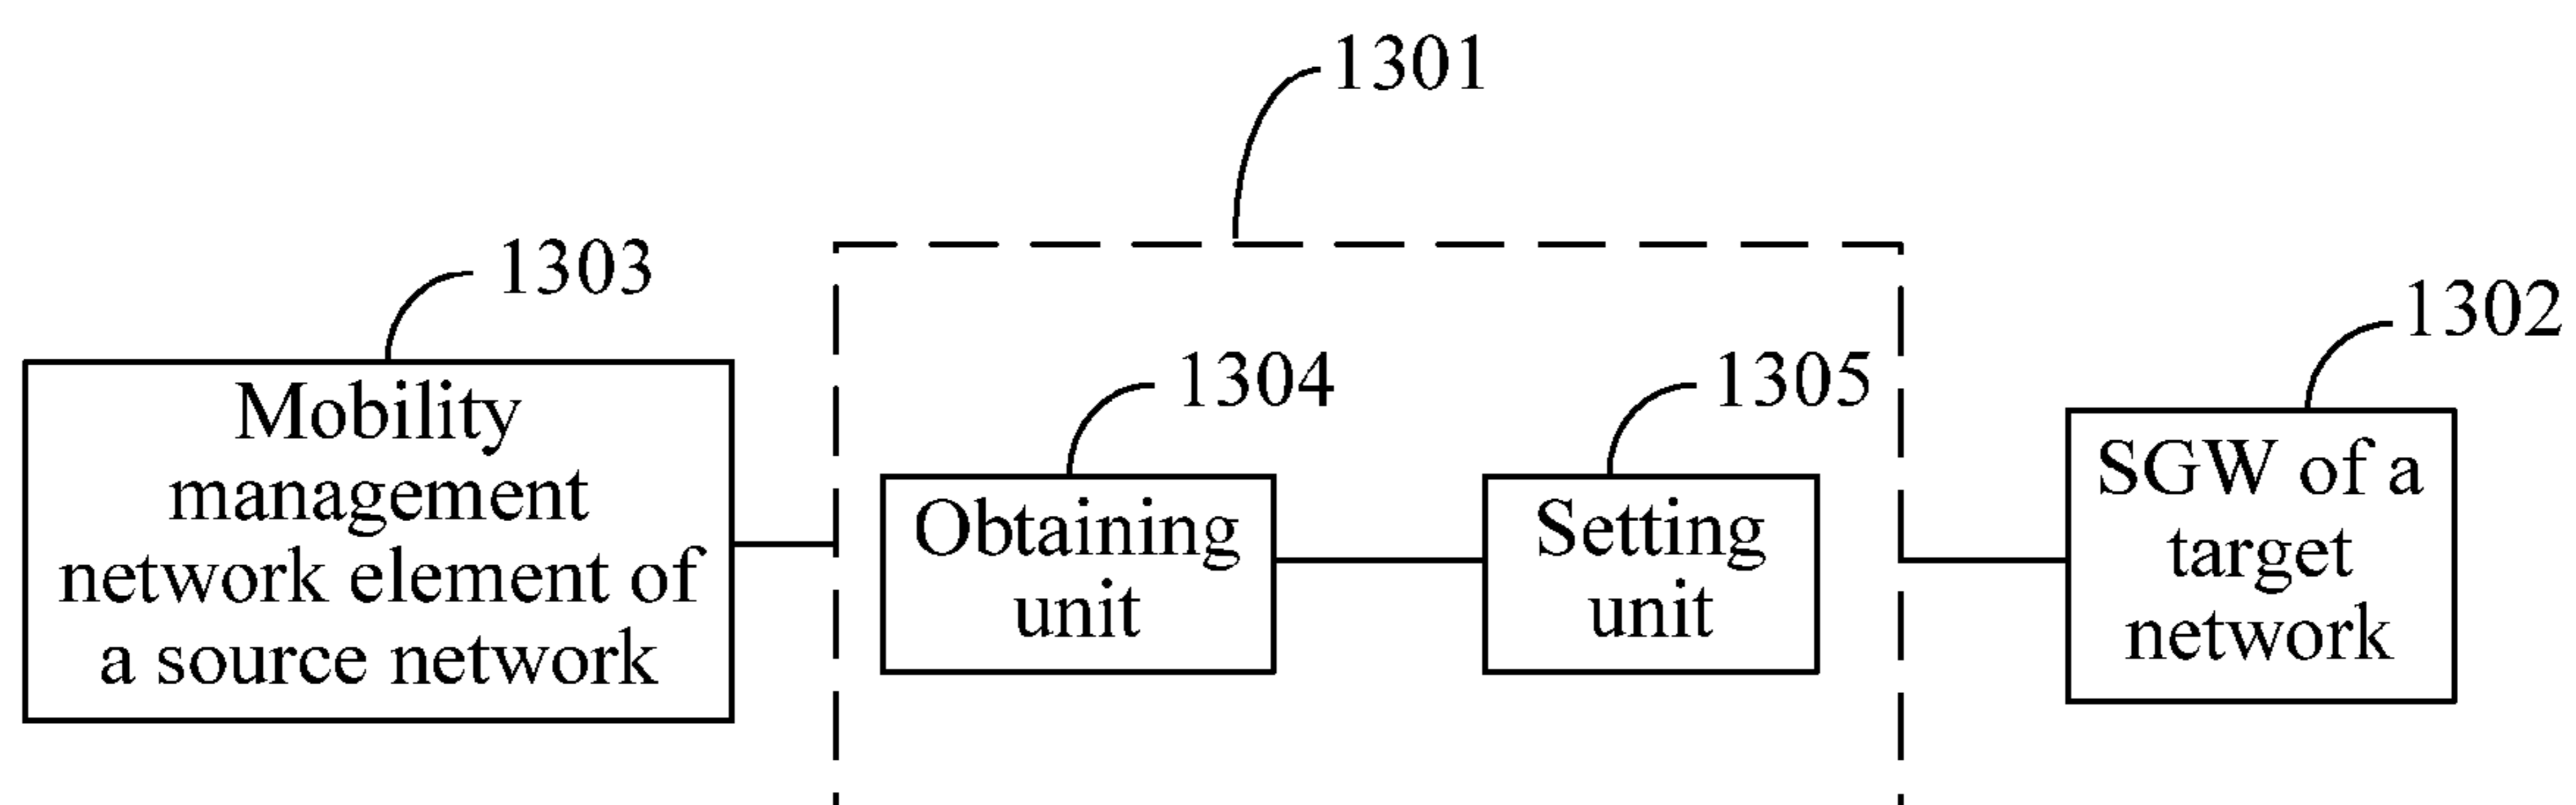 1301
1303
1302
1304
1305
Mobility
management
network element of
a source network
Obtaining
unit
Setting
unit
SGW of a
target
network